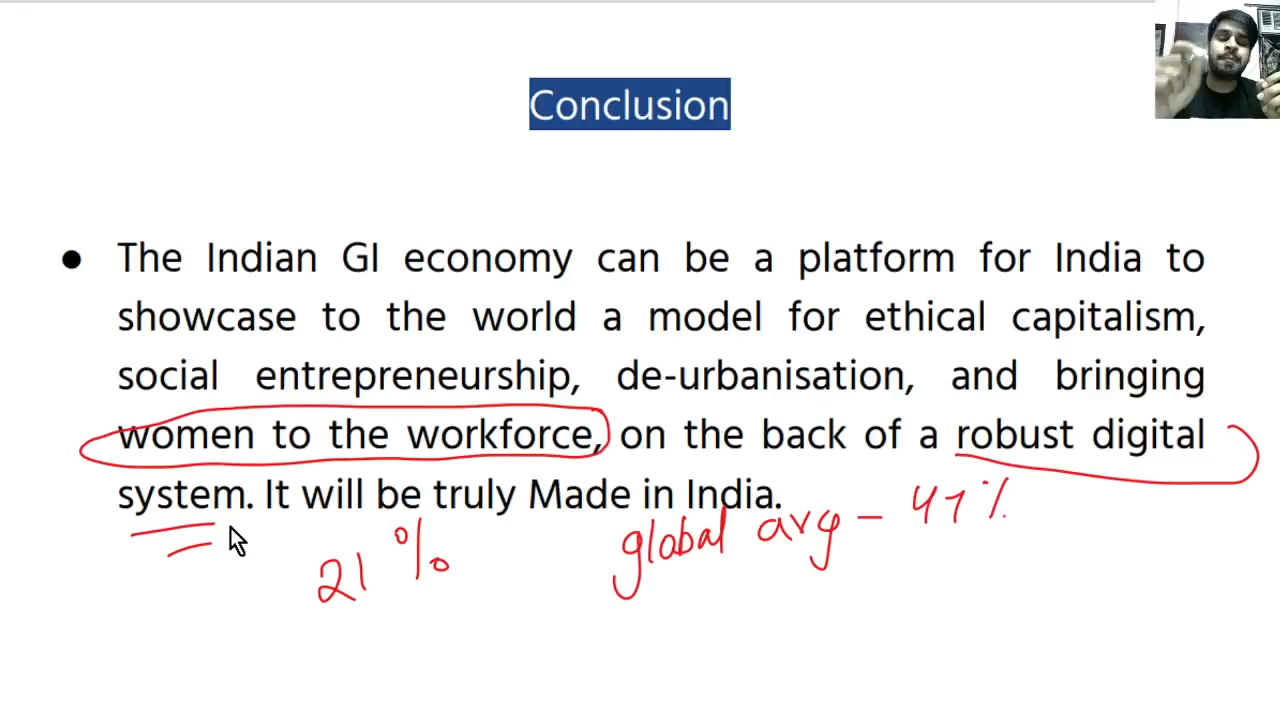 Conclusion
● The Indian GI economy can be a platform for India to
showcase to the world a model for ethical capitalism,
social entrepreneurship, de-urbanisation, and bringing
women to the workforce, on the back of a robust digital
system. It will be truly Made in India.
21 % global avg – 47 %